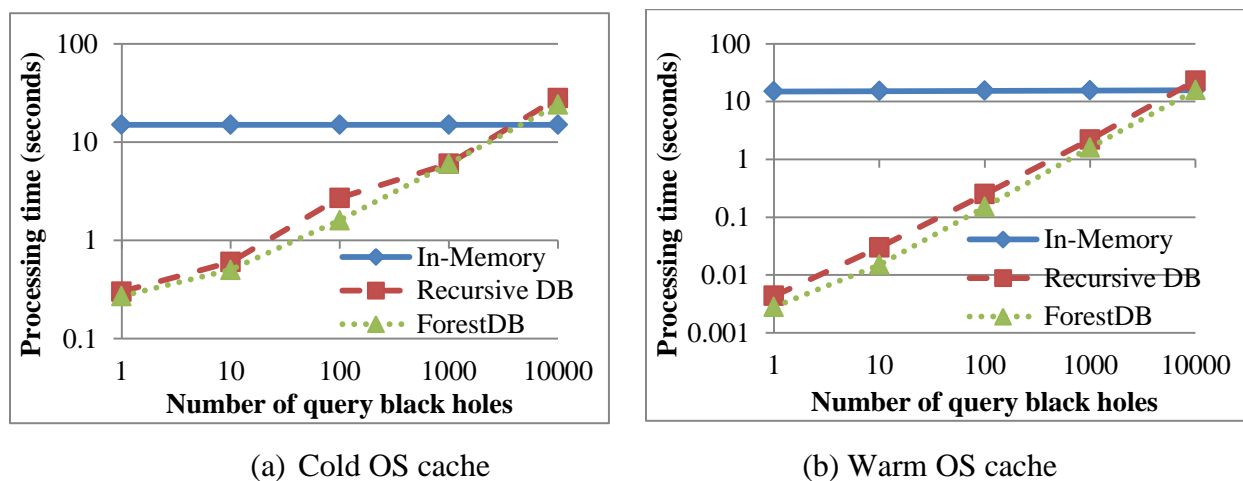 100
10
1
0.1
Processing time (seconds)
In-Memory
Recursive DB
ForestDB
1 10 100 1000 10000
Number of query black holes
(a) Cold OS cache
100
10
1
0.1
0.01
0.001
Processing time (seconds)
In-Memory
Recursive DB
ForestDB
1 10 100 1000 10000
Number of query black holes
(b) Warm OS cache